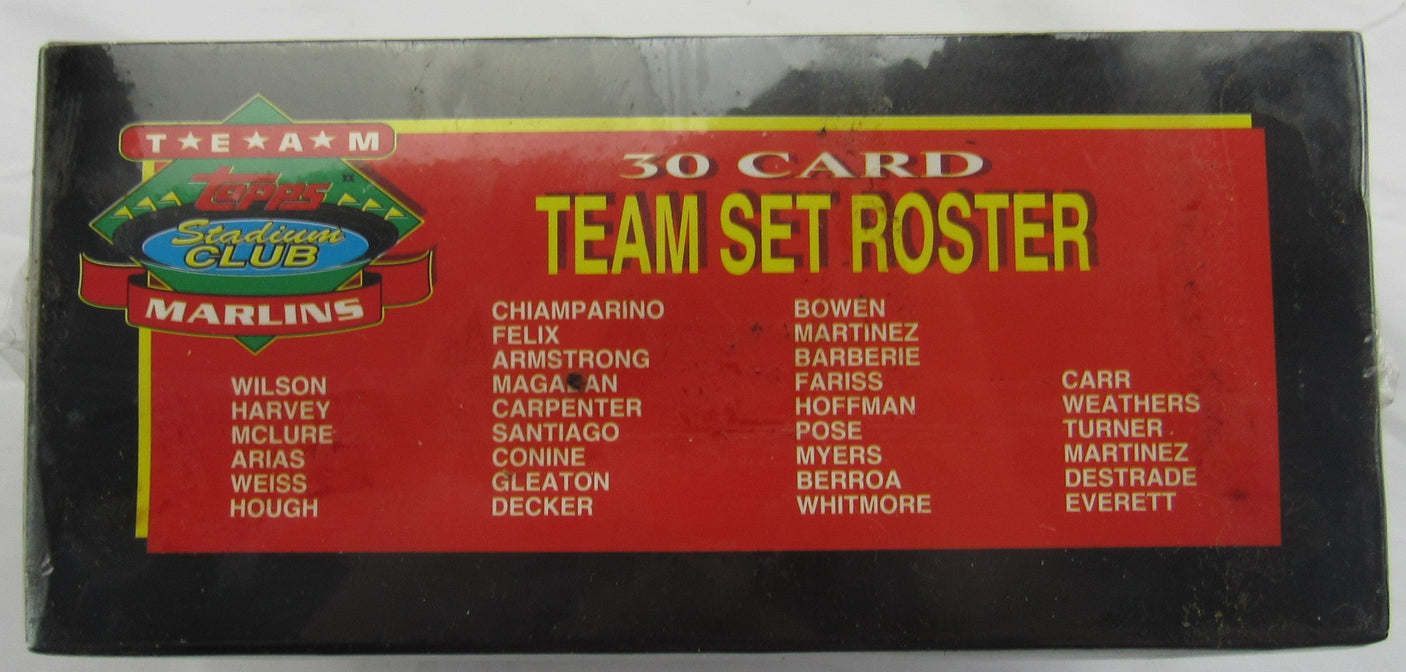 T★E★A★M
TOPPS
Stadium
CLUB
MARLINS
30 CARD
TEAM SET ROSTER
WILSON
HARVEY
MCLURE
ARIAS
WEISS
HOUGH
CHIAMPARINO
FELIX
ARMSTRONG
MAGADAN
CARPENTER
SANTIAGO
CONINE
GLEATON
DECKER
BOWEN
MARTINEZ
BARBERIE
FARISS
HOFFMAN
POSE
MYERS
BERROA
WHITMORE
CARR
WEATHERS
TURNER
MARTINEZ
DESTRADE
EVERETT